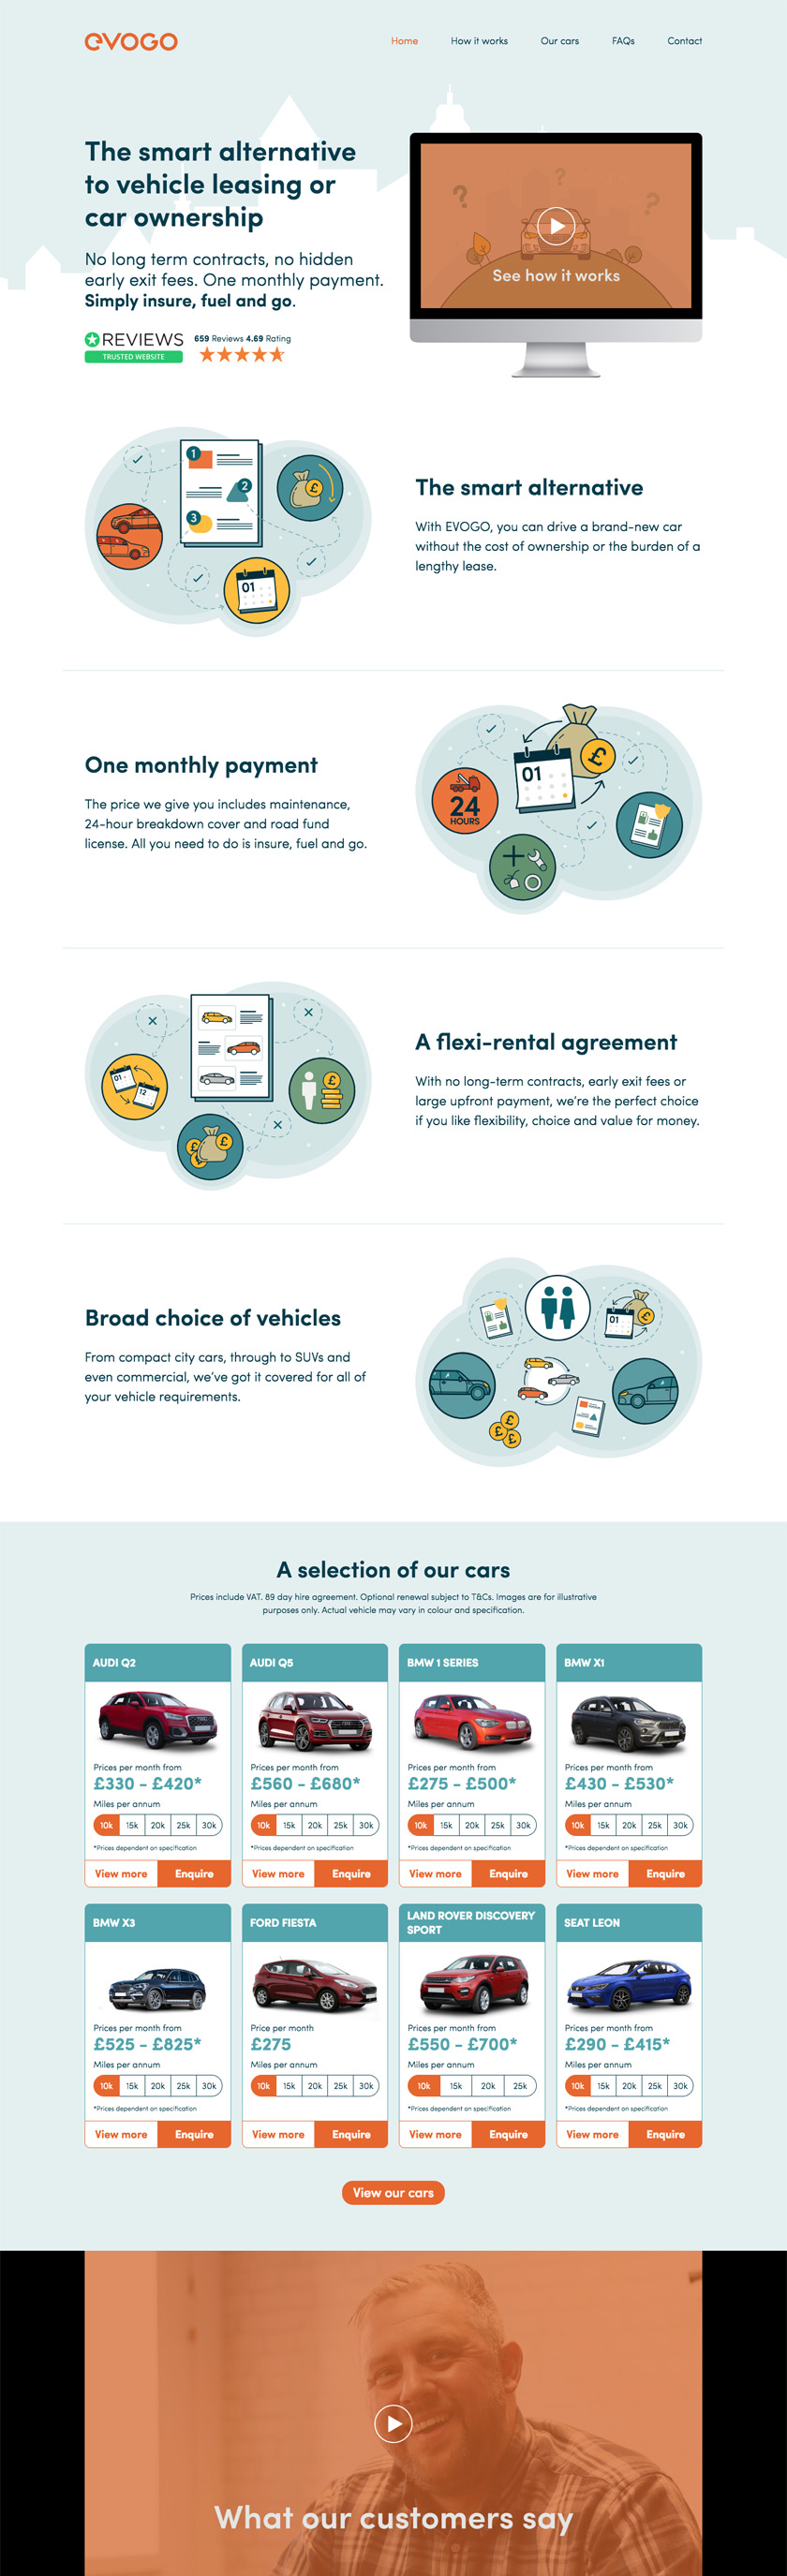 evogo
Home How it works Our cars FAQs Contact
The smart alternative
to vehicle leasing or
car ownership
No long term contracts, no hidden
early exit fees. One monthly payment.
Simply insure, fuel and go.
REVIEWS
TRUSTED WEBSITE
659 Reviews 4.69 Rating
? ? ?
See how it works
1
2
3
£
01
The smart alternative
With EVOGO, you can drive a brand-new car
without the cost of ownership or the burden of a
lengthy lease.
One monthly payment
The price we give you includes maintenance,
24-hour breakdown cover and road fund
license. All you need to do is insure, fuel and go.
£
01
24
HOURS
01
12
£
£
£
A flexi-rental agreement
With no long-term contracts, early exit fees or
large upfront payment, we're the perfect choice
if you like flexibility, choice and value for money.
Broad choice of vehicles
From compact city cars, through to SUVs and
even commercial, we've got it covered for all of
your vehicle requirements.
01
£
£
£
£
A selection of our cars
Prices include VAT. 89 day hire agreement. Optional renewal subject to T&Cs. Images are for illustrative
purposes only. Actual vehicle may vary in colour and specification.
AUDI Q2
Prices per month from
£330 - £420*
Miles per annum
10k 15k 20k 25k 30k
*Prices dependent on specification
View more Enquire
AUDI Q5
Prices per month from
£560 - £680*
Miles per annum
10k 15k 20k 25k 30k
*Prices dependent on specification
View more Enquire
BMW 1 SERIES
Prices per month from
£275 - £500*
Miles per annum
10k 15k 20k 25k 30k
*Prices dependent on specification
View more Enquire
BMW X1
Prices per month from
£430 - £530*
Miles per annum
10k 15k 20k 25k 30k
*Prices dependent on specification
View more Enquire
BMW X3
Prices per month from
£525 - £825*
Miles per annum
10k 15k 20k 25k 30k
*Prices dependent on specification
View more Enquire
FORD FIESTA
Price per month
£275
Miles per annum
10k 15k 20k 25k 30k
View more Enquire
LAND ROVER DISCOVERY
SPORT
Prices per month from
£550 - £700*
Miles per annum
10k 15k 20k 25k
*Prices dependent on specification
View more Enquire
SEAT LEON
Prices per month from
£290 - £415*
Miles per annum
10k 15k 20k 25k 30k
*Prices dependent on specification
View more Enquire
View our cars
What our customers say